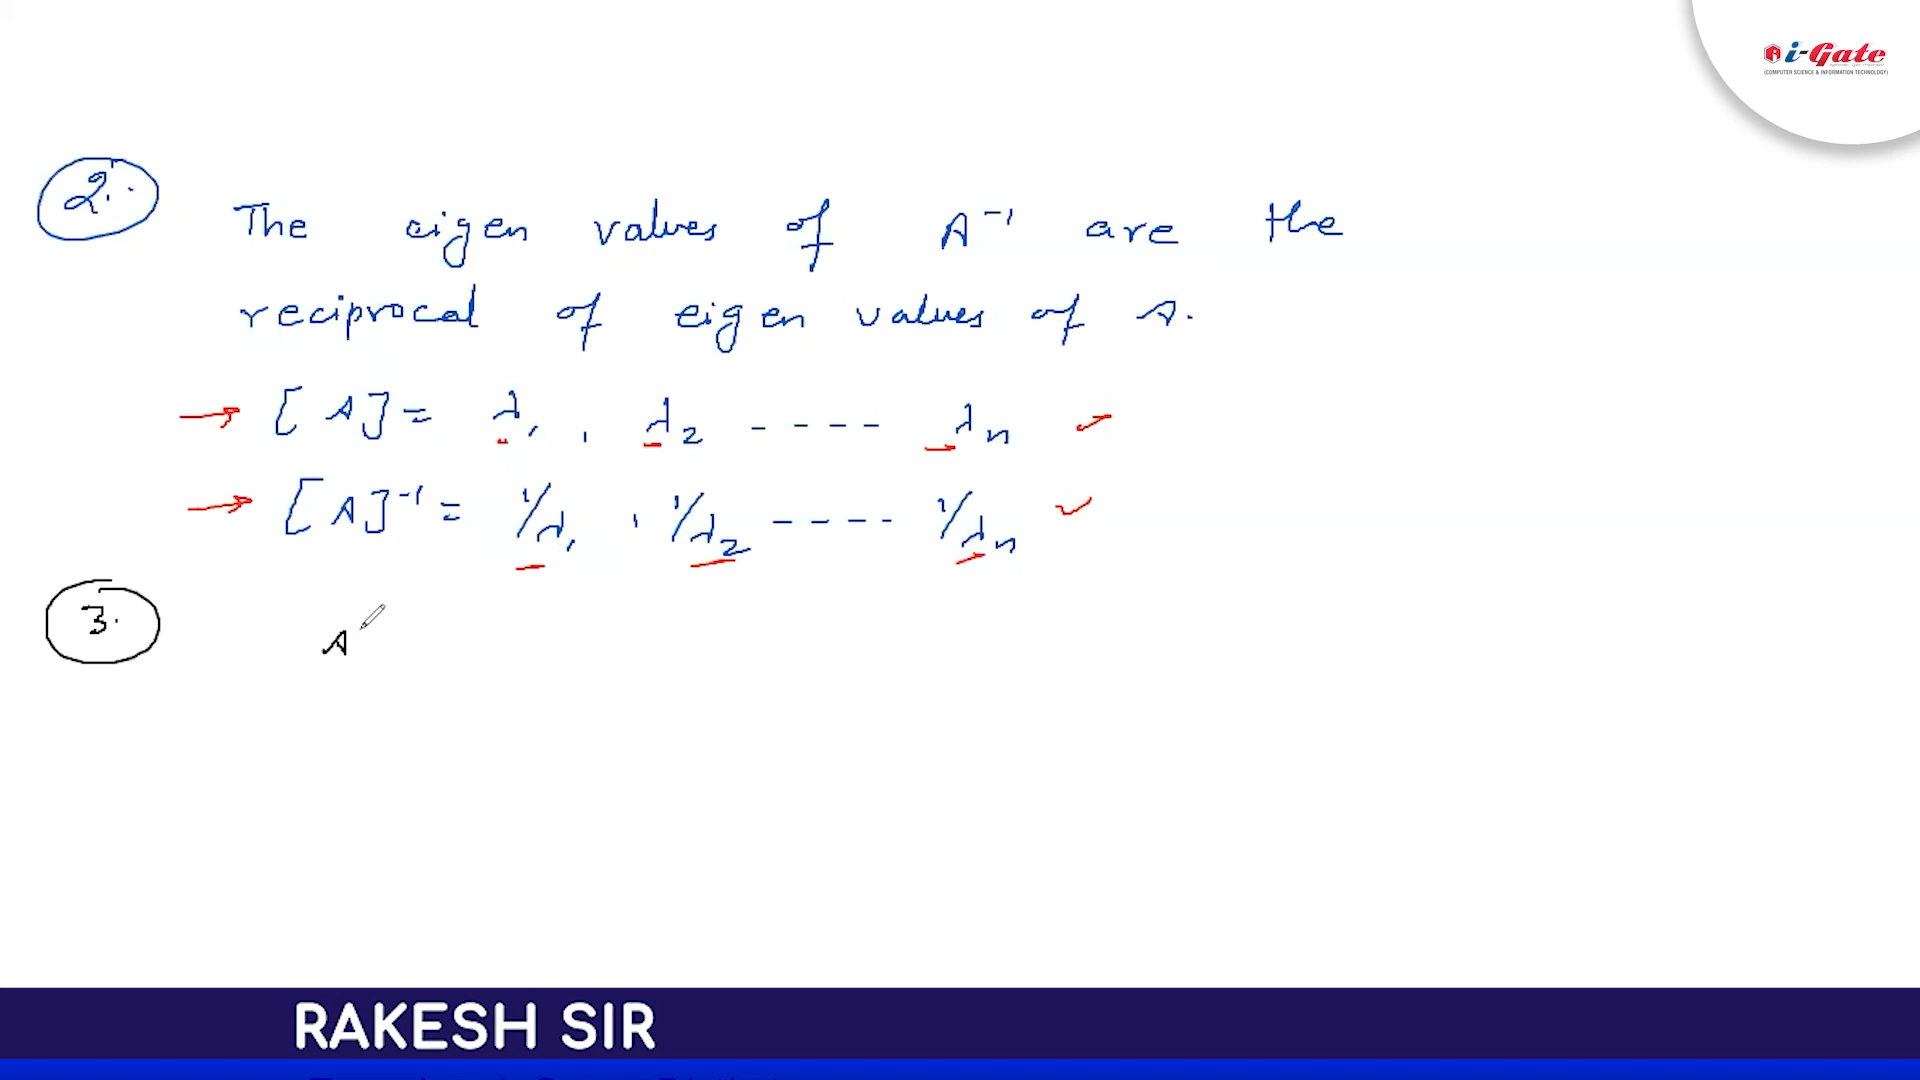 i-Gate
(COMPUTER SCIENCE & INFORMATION TECHNOLOGY)
2. The eigen values of A⁻¹ are the
reciprocal of eigen values of A.
→ [A] = λ₁, λ₂ ---- λₙ ✓
→ [A]⁻¹ = 1/λ₁, 1/λ₂ ---- 1/λₙ ✓
3. A
RAKESH SIR